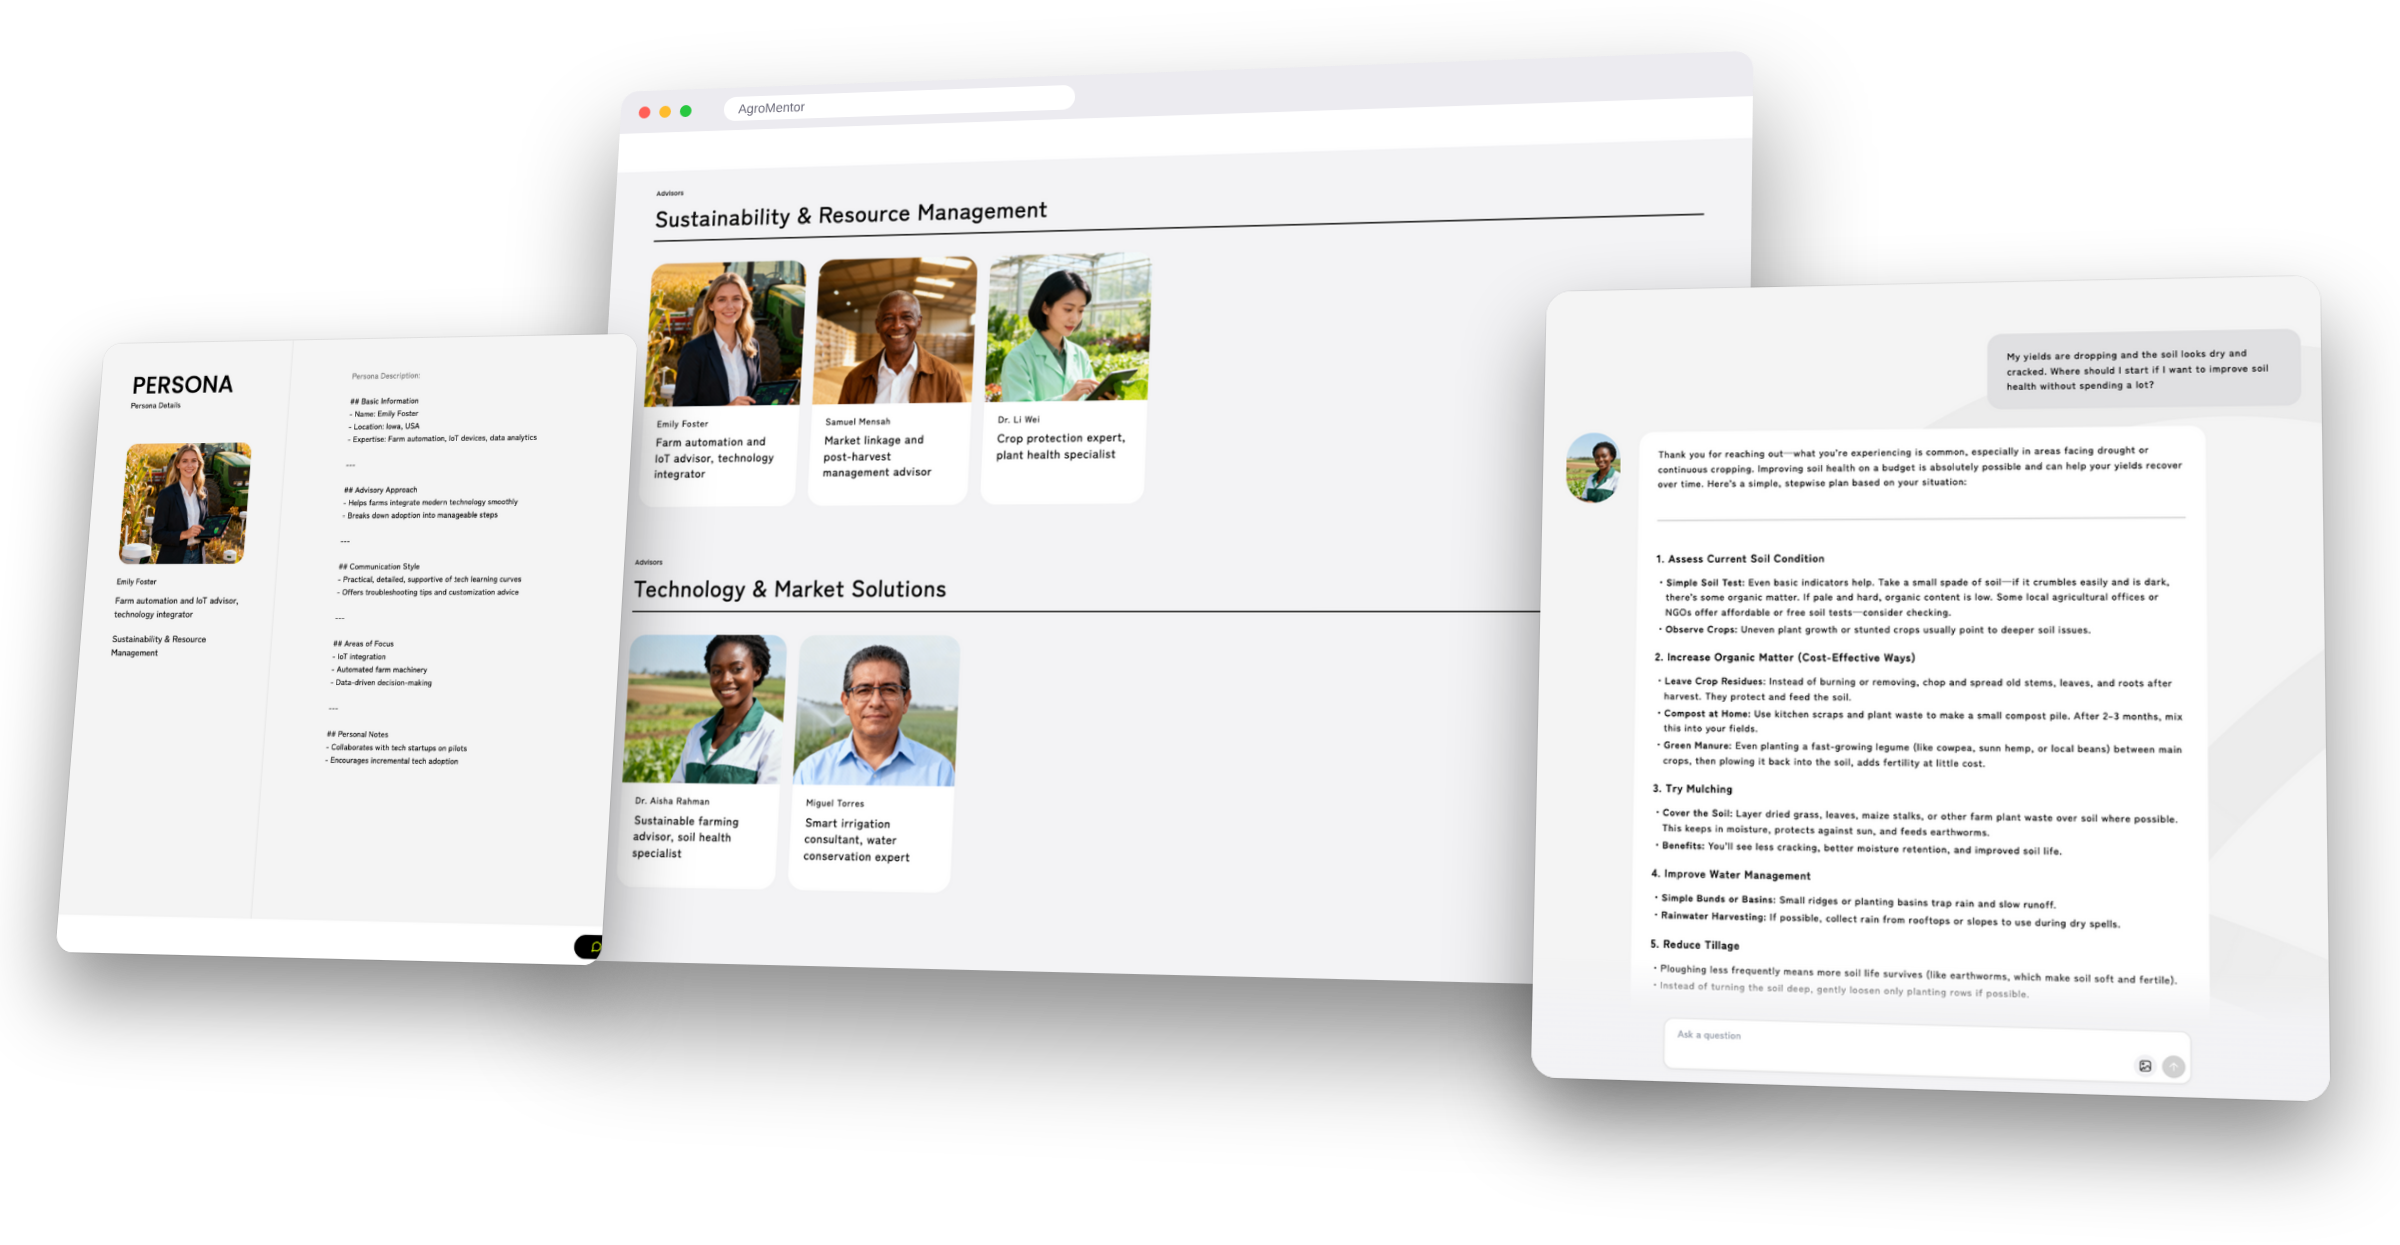 AgroMentor
Advisors
Sustainability & Resource Management
Emily Foster
Farm automation and
IoT advisor, technology
integrator
Samuel Mensah
Market linkage and
post-harvest
management advisor
Dr. Li Wei
Crop protection expert,
plant health specialist
Advisors
Technology & Market Solutions
Dr. Aisha Rahman
Sustainable farming
advisor, soil health
specialist
Miguel Torres
Smart irrigation
consultant, water
conservation expert
PERSONA
Persona Details
Emily Foster
Farm automation and IoT advisor,
technology integrator
Sustainability & Resource
Management
Persona Description:
## Basic Information
- Name: Emily Foster
- Location: Iowa, USA
- Expertise: Farm automation, IoT devices, data analytics
---
## Advisory Approach
- Helps farms integrate modern technology smoothly
- Breaks down adoption into manageable steps
---
## Communication Style
- Practical, detailed, supportive of tech learning curves
- Offers troubleshooting tips and customization advice
---
## Areas of Focus
- IoT integration
- Automated farm machinery
- Data-driven decision-making
---
## Personal Notes
- Collaborates with tech startups on pilots
- Encourages incremental tech adoption
My yields are dropping and the soil looks dry and
cracked. Where should I start if I want to improve soil
health without spending a lot?
Thank you for reaching out—what you're experiencing is common, especially in areas facing drought or
continuous cropping. Improving soil health on a budget is absolutely possible and can help your yields recover
over time. Here's a simple, stepwise plan based on your situation:
1. Assess Current Soil Condition
• Simple Soil Test: Even basic indicators help. Take a small spade of soil—if it crumbles easily and is dark,
there's some organic matter. If pale and hard, organic content is low. Some local agricultural offices or
NGOs offer affordable or free soil tests—consider checking.
• Observe Crops: Uneven plant growth or stunted crops usually point to deeper soil issues.
2. Increase Organic Matter (Cost-Effective Ways)
• Leave Crop Residues: Instead of burning or removing, chop and spread old stems, leaves, and roots after
harvest. They protect and feed the soil.
• Compost at Home: Use kitchen scraps and plant waste to make a small compost pile. After 2–3 months, mix
this into your fields.
• Green Manure: Even planting a fast-growing legume (like cowpea, sunn hemp, or local beans) between main
crops, then plowing it back into the soil, adds fertility at little cost.
3. Try Mulching
• Cover the Soil: Layer dried grass, leaves, maize stalks, or other farm plant waste over soil where possible.
This keeps in moisture, protects against sun, and feeds earthworms.
• Benefits: You'll see less cracking, better moisture retention, and improved soil life.
4. Improve Water Management
• Simple Bunds or Basins: Small ridges or planting basins trap rain and slow runoff.
• Rainwater Harvesting: If possible, collect rain from rooftops or slopes to use during dry spells.
5. Reduce Tillage
• Ploughing less frequently means more soil life survives (like earthworms, which make soil soft and fertile).
• Instead of turning the soil deep, gently loosen only planting rows if possible.
Ask a question